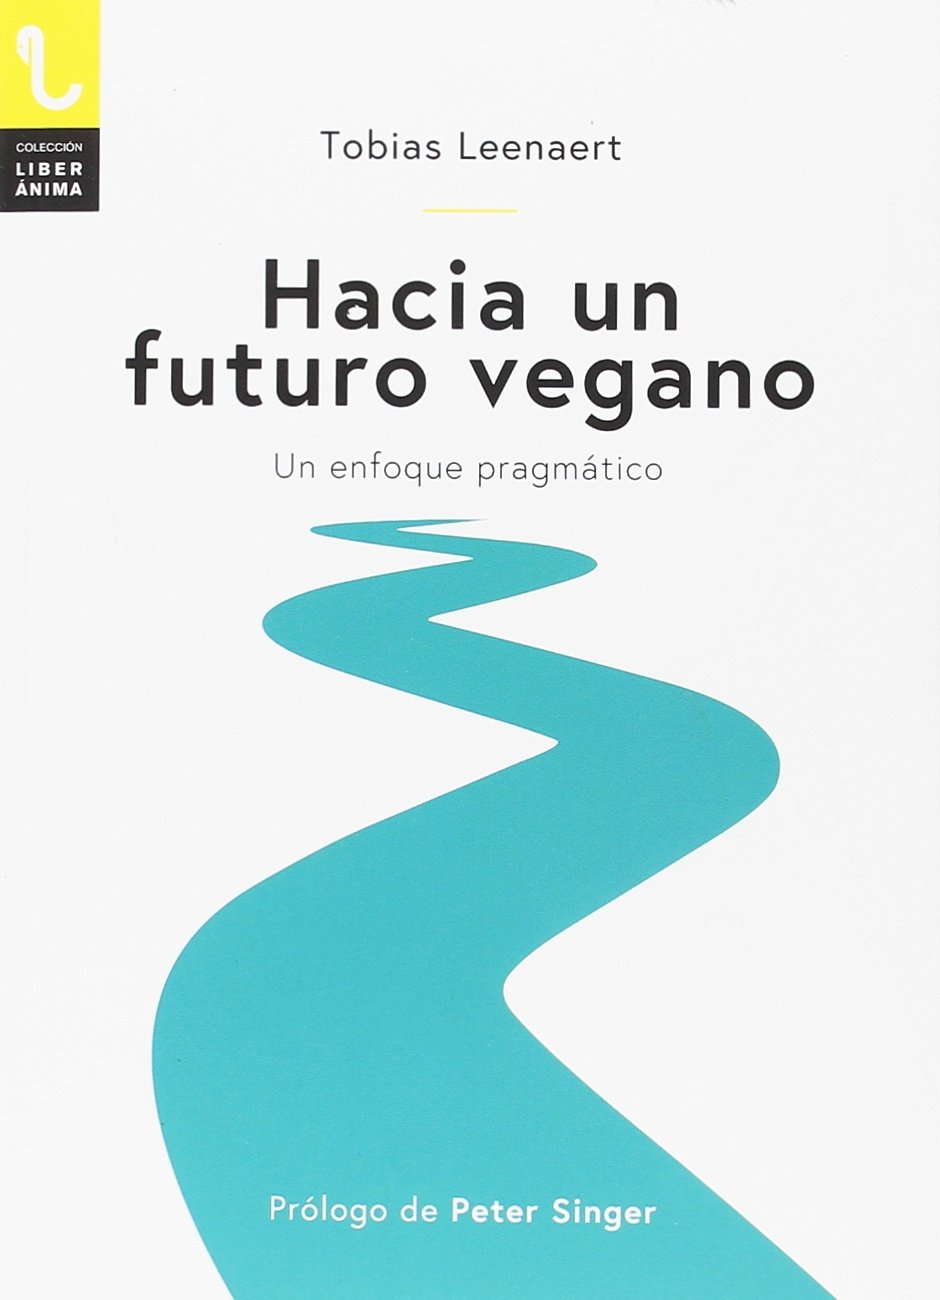 COLECCIÓN
LIBER
ÁNIMA
Tobias Leenaert
Hacia un
futuro vegano
Un enfoque pragmático
Prólogo de Peter Singer